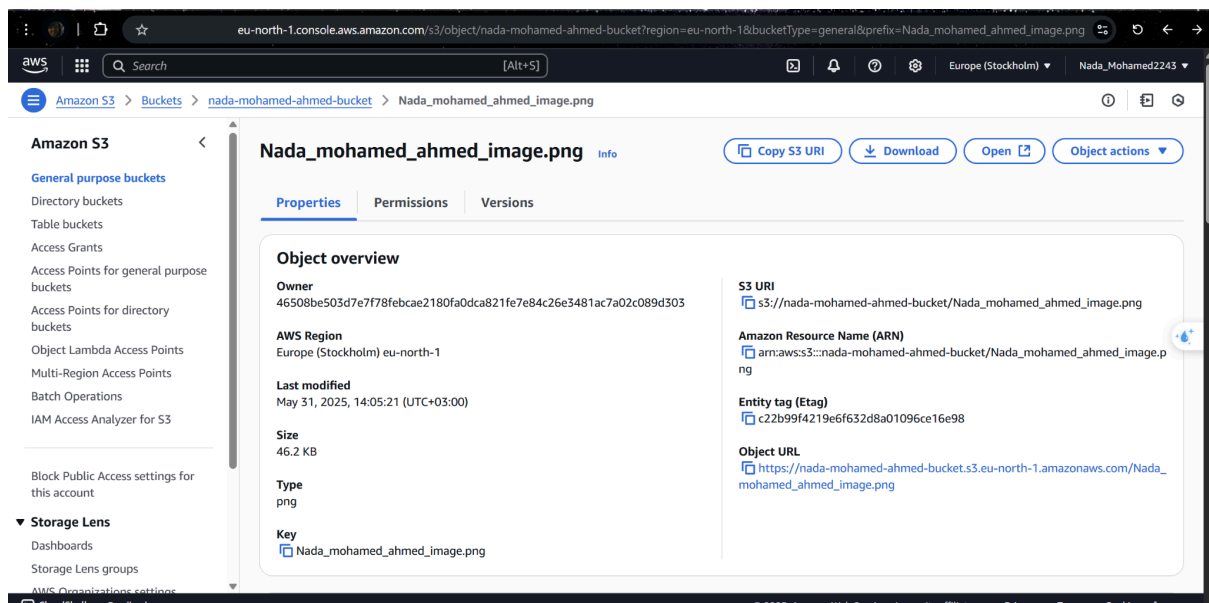 eu-north-1.console.aws.amazon.com/s3/object/nada-mohamed-ahmed-bucket?region=eu-north-1&bucketType=general&prefix=Nada_mohamed_ahmed_image.png
aws Search [Alt+S] Europe (Stockholm) ▼ Nada_Mohamed2243 ▼
Amazon S3 > Buckets > nada-mohamed-ahmed-bucket > Nada_mohamed_ahmed_image.png
Amazon S3
General purpose buckets
Directory buckets
Table buckets
Access Grants
Access Points for general purpose
buckets
Access Points for directory
buckets
Object Lambda Access Points
Multi-Region Access Points
Batch Operations
IAM Access Analyzer for S3
Block Public Access settings for
this account
▼ Storage Lens
Dashboards
Storage Lens groups
AWS Organizations settings
Nada_mohamed_ahmed_image.png Info
Copy S3 URI Download Open Object actions ▼
Properties Permissions Versions
Object overview
Owner
46508be503d7e7f78febcae2180fa0dca821fe7e84c26e3481ac7a02c089d303
AWS Region
Europe (Stockholm) eu-north-1
Last modified
May 31, 2025, 14:05:21 (UTC+03:00)
Size
46.2 KB
Type
png
Key
Nada_mohamed_ahmed_image.png
S3 URI
s3://nada-mohamed-ahmed-bucket/Nada_mohamed_ahmed_image.png
Amazon Resource Name (ARN)
arn:aws:s3:::nada-mohamed-ahmed-bucket/Nada_mohamed_ahmed_image.p
ng
Entity tag (Etag)
c22b99f4219e6f632d8a01096ce16e98
Object URL
https://nada-mohamed-ahmed-bucket.s3.eu-north-1.amazonaws.com/Nada_
mohamed_ahmed_image.png